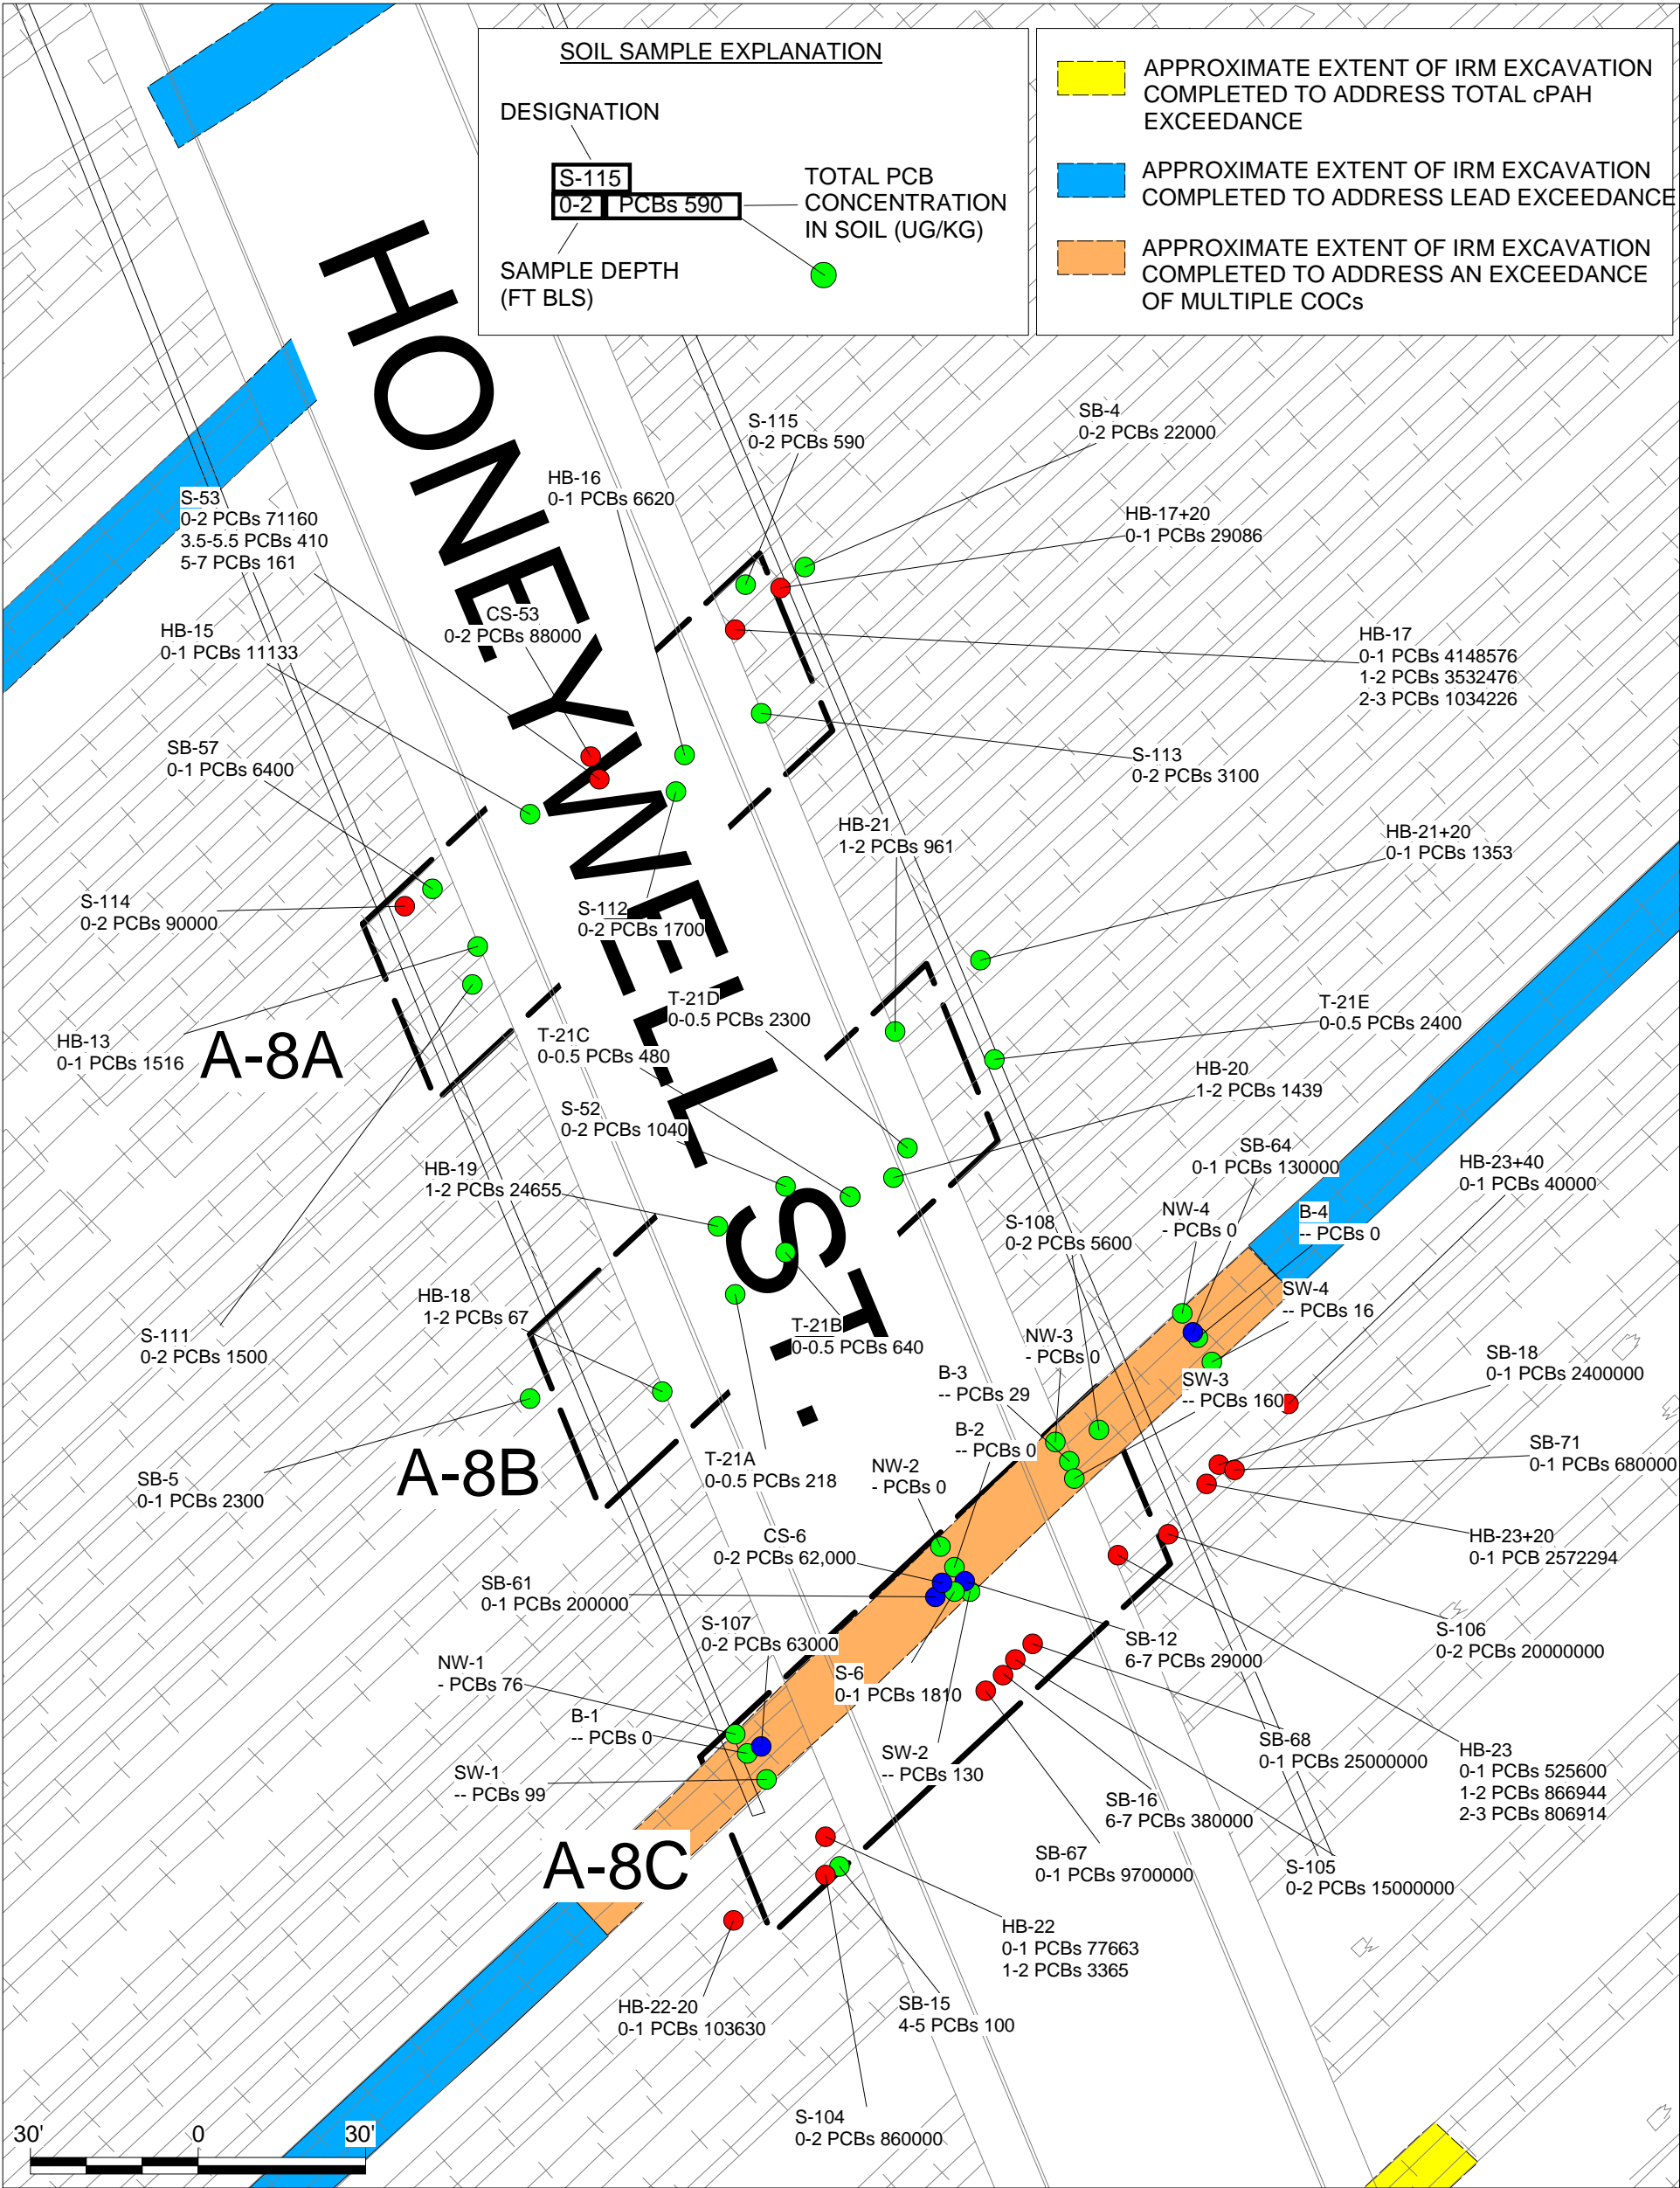 SOIL SAMPLE EXPLANATION
DESIGNATION
S-115
0-2 PCBs 590
TOTAL PCB
CONCENTRATION
IN SOIL (UG/KG)
SAMPLE DEPTH
(FT BLS)
APPROXIMATE EXTENT OF IRM EXCAVATION
COMPLETED TO ADDRESS TOTAL cPAH
EXCEEDANCE
APPROXIMATE EXTENT OF IRM EXCAVATION
COMPLETED TO ADDRESS LEAD EXCEEDANCE
APPROXIMATE EXTENT OF IRM EXCAVATION
COMPLETED TO ADDRESS AN EXCEEDANCE
OF MULTIPLE COCs
HONEYWELL ST.
S-115
0-2 PCBs 590
SB-4
0-2 PCBs 22000
HB-16
0-1 PCBs 6620
S-53
0-2 PCBs 71160
3.5-5.5 PCBs 410
5-7 PCBs 161
HB-17+20
0-1 PCBs 29086
CS-53
0-2 PCBs 88000
HB-15
0-1 PCBs 11133
HB-17
0-1 PCBs 4148576
1-2 PCBs 3532476
2-3 PCBs 1034226
SB-57
0-1 PCBs 6400
S-113
0-2 PCBs 3100
HB-21
1-2 PCBs 961
HB-21+20
0-1 PCBs 1353
S-114
0-2 PCBs 90000
S-112
0-2 PCBs 1700
T-21D
0-0.5 PCBs 2300
T-21E
0-0.5 PCBs 2400
HB-13
0-1 PCBs 1516
A-8A
T-21C
0-0.5 PCBs 480
HB-20
1-2 PCBs 1439
S-52
0-2 PCBs 1040
SB-64
0-1 PCBs 130000
HB-23+40
0-1 PCBs 40000
HB-19
1-2 PCBs 24655
NW-4
- PCBs 0
B-4
-- PCBs 0
S-108
0-2 PCBs 5600
SW-4
-- PCBs 16
HB-18
1-2 PCBs 67
S-111
0-2 PCBs 1500
T-21B
0-0.5 PCBs 640
NW-3
- PCBs 0
SB-18
0-1 PCBs 2400000
B-3
-- PCBs 29
SW-3
-- PCBs 160
B-2
-- PCBs 0
SB-71
0-1 PCBs 680000
SB-5
0-1 PCBs 2300
A-8B
T-21A
0-0.5 PCBs 218
NW-2
- PCBs 0
HB-23+20
0-1 PCB 2572294
CS-6
0-2 PCBs 62,000
SB-61
0-1 PCBs 200000
S-107
0-2 PCBs 63000
SB-12
6-7 PCBs 29000
S-106
0-2 PCBs 20000000
NW-1
- PCBs 76
S-6
0-1 PCBs 1810
B-1
-- PCBs 0
SW-2
-- PCBs 130
SB-68
0-1 PCBs 25000000
HB-23
0-1 PCBs 525600
1-2 PCBs 866944
2-3 PCBs 806914
SW-1
-- PCBs 99
SB-16
6-7 PCBs 380000
SB-67
0-1 PCBs 9700000
S-105
0-2 PCBs 15000000
A-8C
HB-22
0-1 PCBs 77663
1-2 PCBs 3365
HB-22-20
0-1 PCBs 103630
SB-15
4-5 PCBs 100
S-104
0-2 PCBs 860000
30' 0 30'